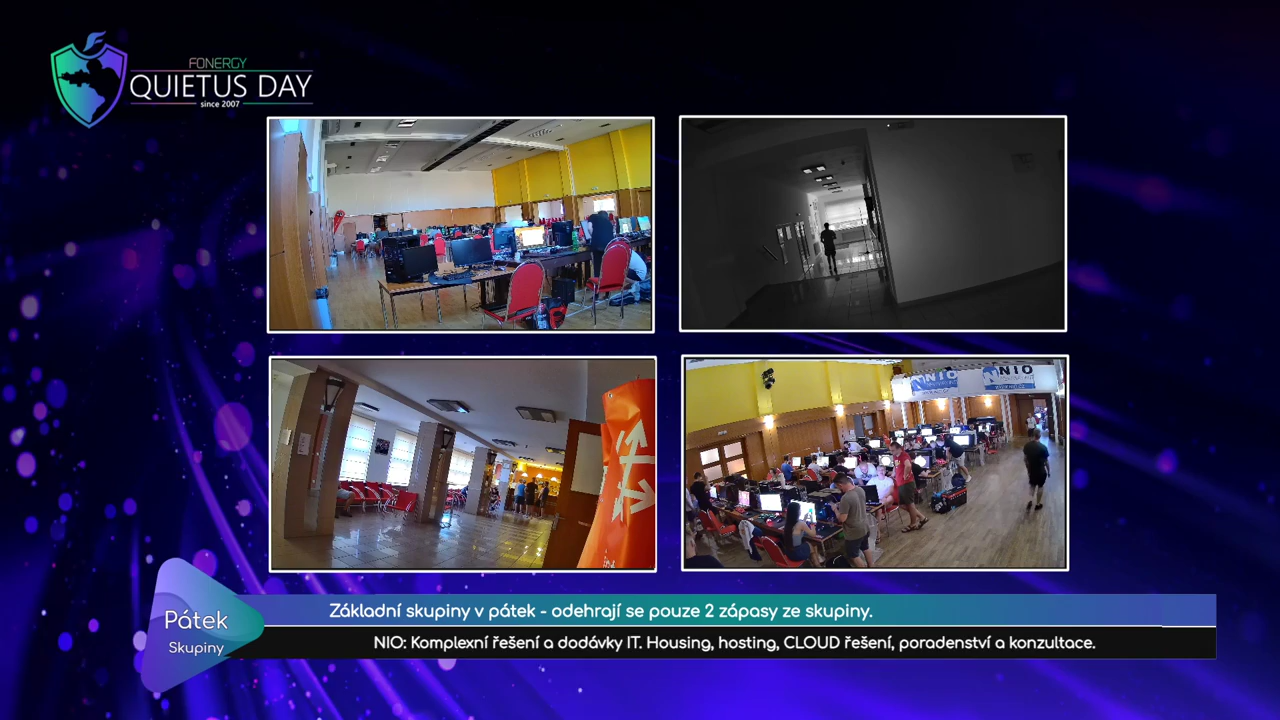 FONERGY
QUIETUS DAY
since 2007
NIO
NIO
Pátek
Skupiny
Základní skupiny v pátek - odehrají se pouze 2 zápasy ze skupiny.
NIO: Komplexní řešení a dodávky IT. Housing, hosting, CLOUD řešení, poradenství a konzultace.